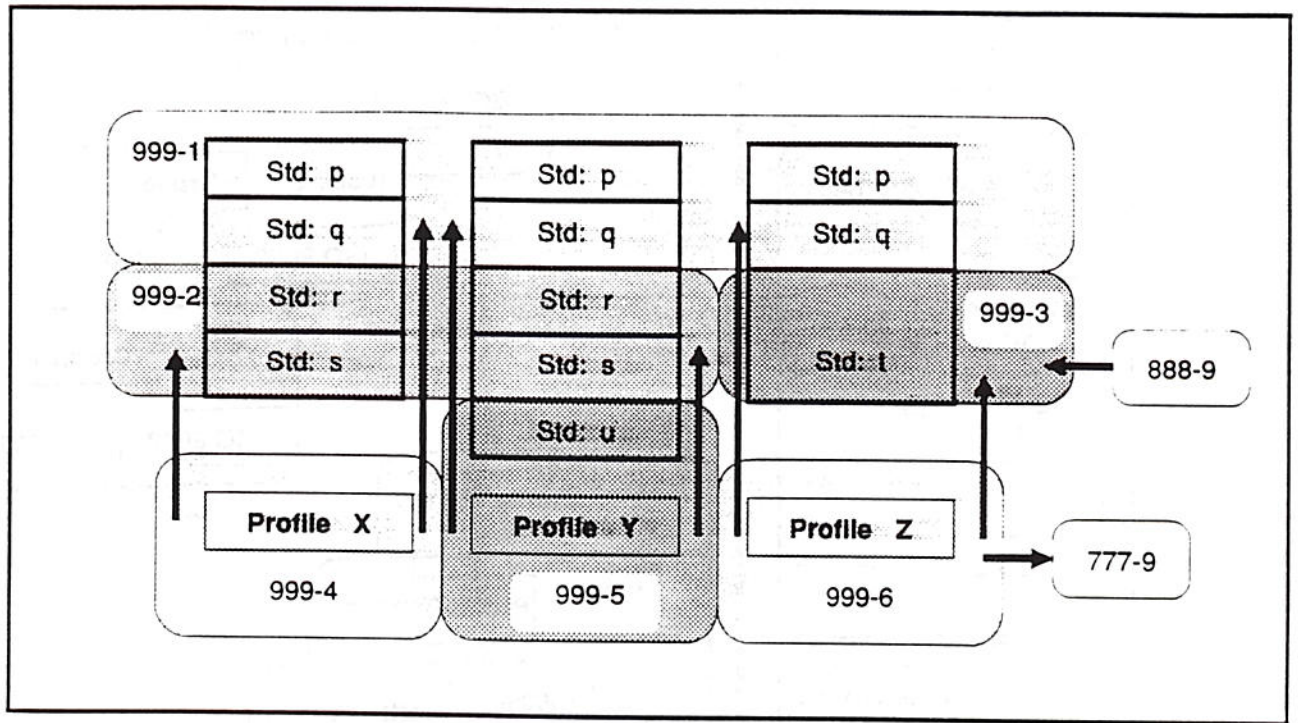 999-1
Std: p
Std: p
Std: p
Std: q
Std: q
Std: q
999-2
Std: r
Std: r
999-3
Std: s
Std: s
Std: t
888-9
Std: u
Profile X
Profile Y
Profile Z
777-9
999-4
999-5
999-6